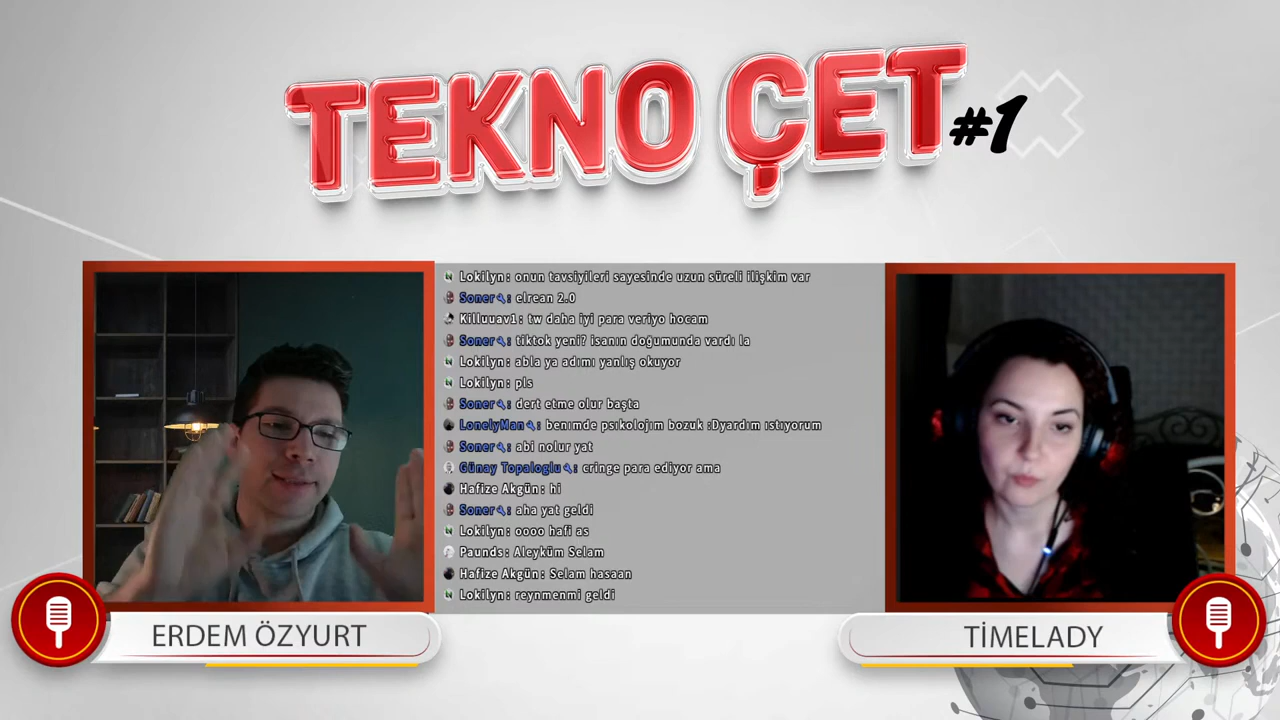 TEKNO ÇET #1
Lokilyn: onun tavsiyileri sayesinde uzun süreli ilişkim var
Soner: elrean 2.0
Killuuav1: tw daha iyi para veriyo hocam
Soner: tiktok yeni? isanın doğumunda vardı la
Lokilyn: abla ya adımı yanlış okuyor
Lokilyn: pls
Soner: dert etme olur başta
LonelyMan: benımde psıkolojım bozuk :Dyardım ıstıyorum
Soner: abi nolur yat
Günay Topaloglu: cringe para ediyor ama
Hafize Akgün: hi
Soner: aha yat geldi
Lokilyn: oooo hafi as
Paunds: Aleyküm Selam
Hafize Akgün: Selam hasaan
Lokilyn: reynmenmi geldi
ERDEM ÖZYURT
TİMELADY